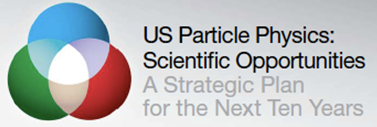 US Particle Physics:
Scientific Opportunities
A Strategic Plan
for the Next Ten Years